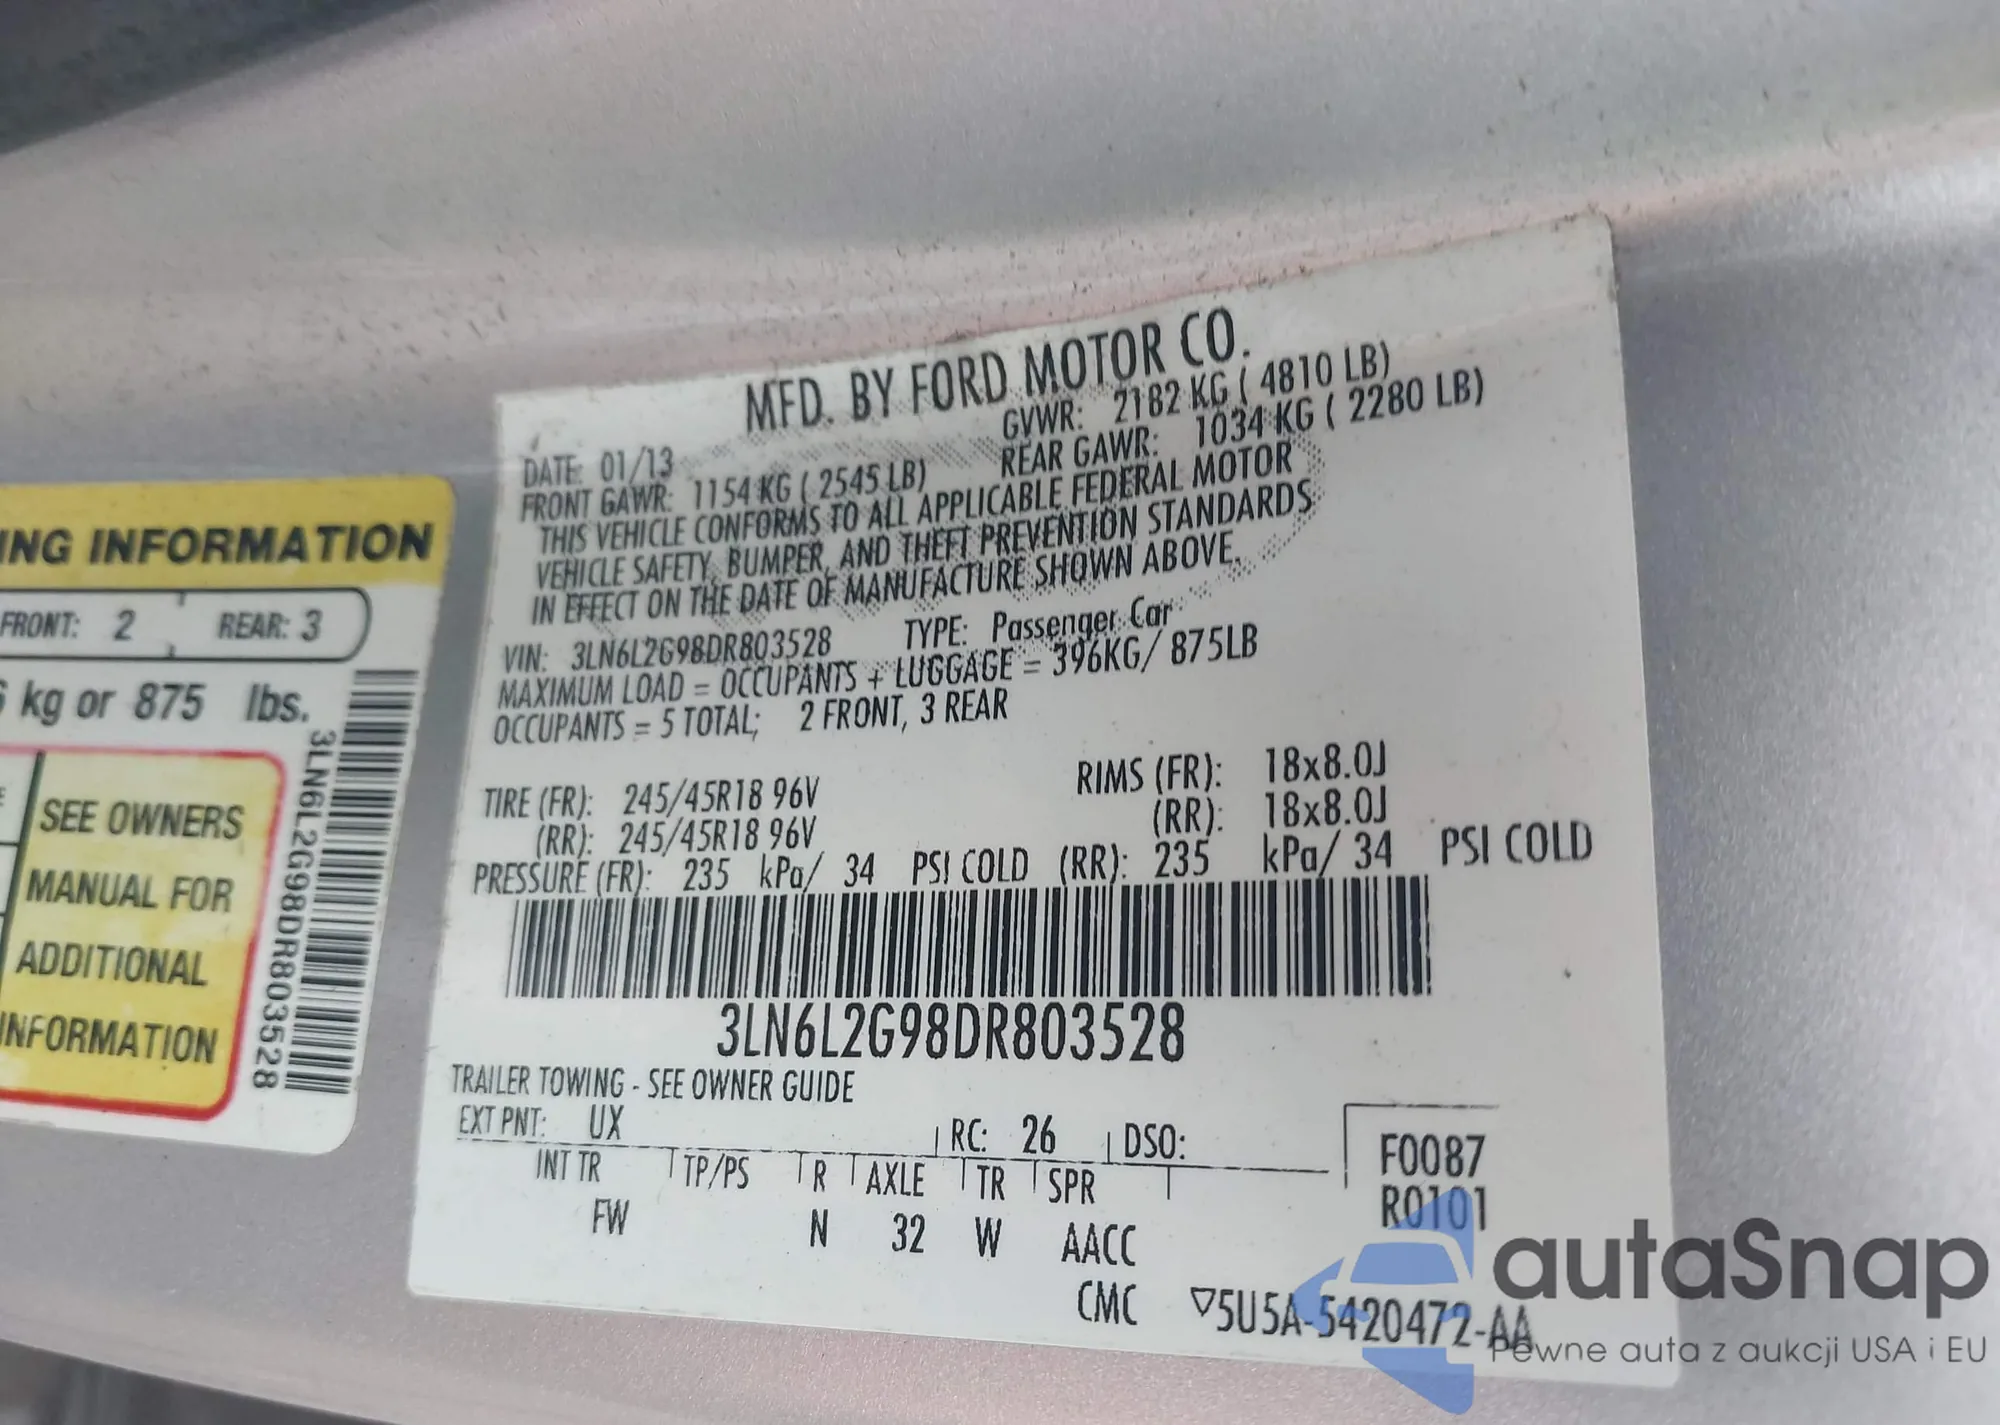 MFD. BY FORD MOTOR CO.
DATE: 01/13 GVWR: 2182 KG ( 4810 LB)
FRONT GAWR: 1154 KG ( 2545 LB) REAR GAWR: 1034 KG ( 2280 LB)
THIS VEHICLE CONFORMS TO ALL APPLICABLE FEDERAL MOTOR
VEHICLE SAFETY, BUMPER, AND THEFT PREVENTION STANDARDS
IN EFFECT ON THE DATE OF MANUFACTURE SHOWN ABOVE.
VIN: 3LN6L2G98DR803528 TYPE: Passenger Car
MAXIMUM LOAD = OCCUPANTS + LUGGAGE = 396KG/ 875LB
OCCUPANTS = 5 TOTAL; 2 FRONT, 3 REAR
TIRE (FR): 245/45R18 96V RIMS (FR): 18x8.0J
(RR): 245/45R18 96V (RR): 18x8.0J
PRESSURE (FR): 235 kPa/ 34 PSI COLD (RR): 235 kPa/ 34 PSI COLD
3LN6L2G98DR803528
TRAILER TOWING - SEE OWNER GUIDE
EXT PNT: UX RC: 26 DSO: F0087
INT TR TP/PS R AXLE TR SPR R0101
FW N 32 W AACC
CMC ▽5U5A-5420472-AA
ING INFORMATION
FRONT: 2 REAR: 3
kg or 875 lbs.
SEE OWNERS
MANUAL FOR
ADDITIONAL
INFORMATION
3LN6L2G98DR803528
autaSnap
Pewne auta z aukcji USA i EU